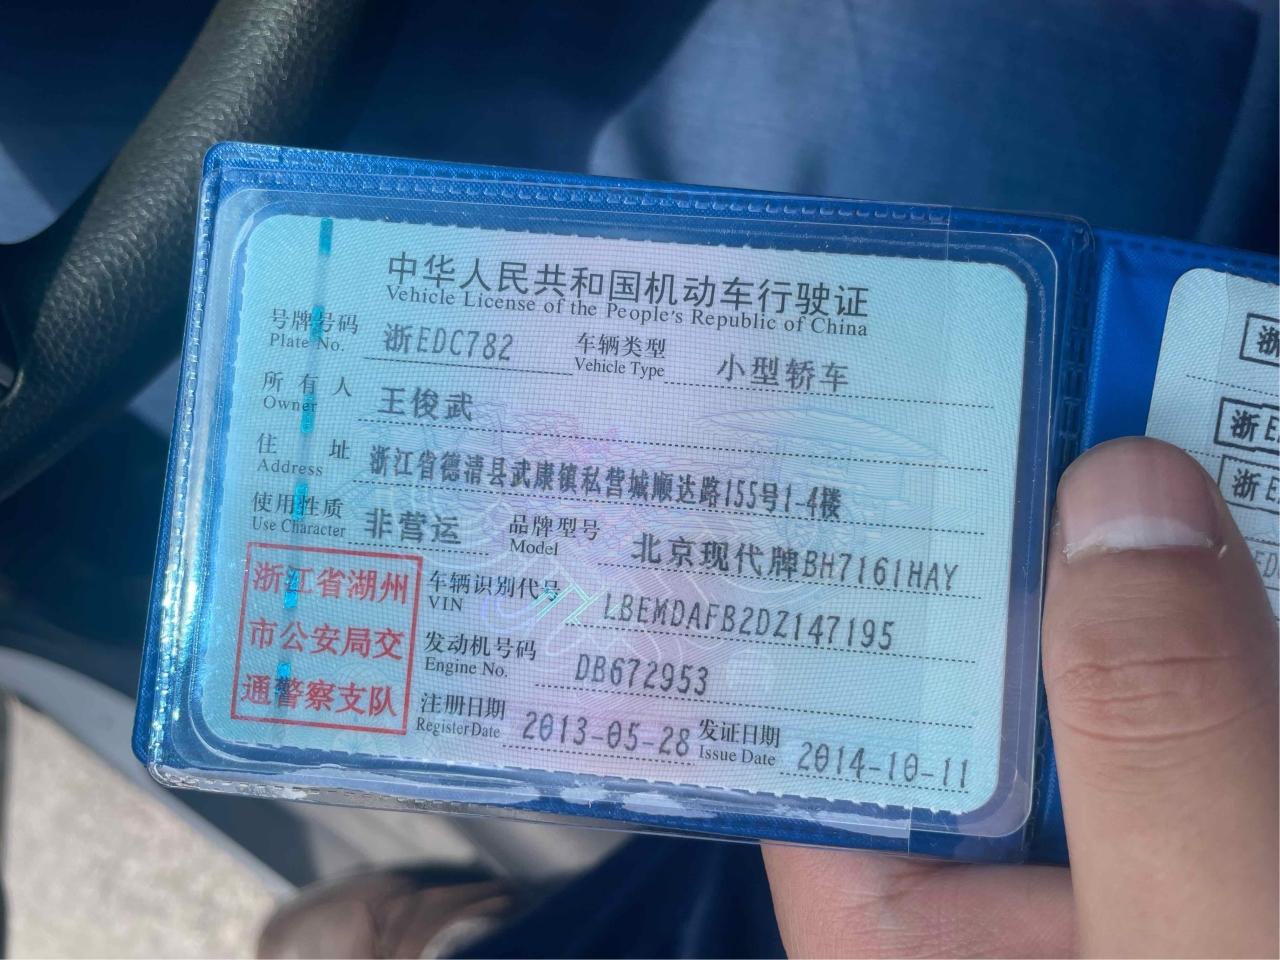 中华人民共和国机动车行驶证
Vehicle License of the People's Republic of China
号牌号码 浙EDC782 车辆类型 小型轿车
Plate No. Vehicle Type
所有人 王俊武
Owner
住址 浙江省德清县武康镇私营城顺达路155号1-4楼
Address
使用性质 非营运 品牌型号 北京现代牌BH7161HAY
Use Character Model
浙江省湖州
市公安局交
通警察支队
车辆识别代号 LBEMDAFB2DZ147195
VIN
发动机号码 DB672953
Engine No.
注册日期 2013-05-28 发证日期 2014-10-11
Register Date Issue Date
浙
浙E
浙E